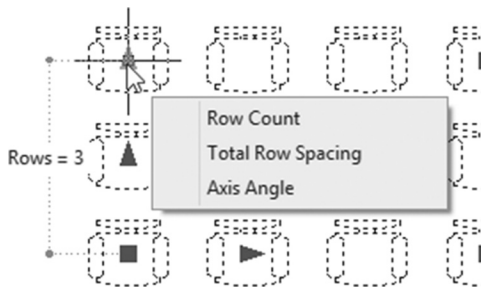 Row Count
Total Row Spacing
Rows = 3
Axis Angle